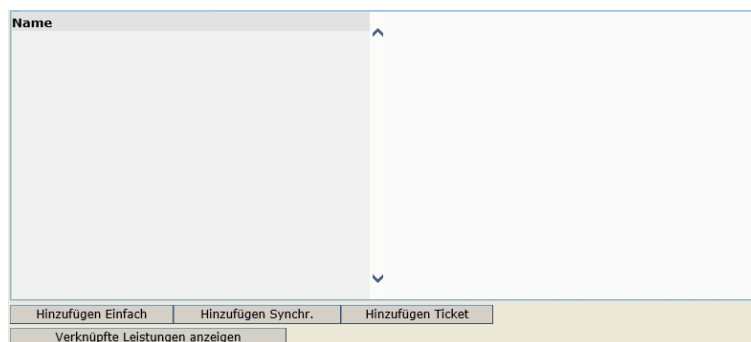 Name
Hinzufügen Einfach
Hinzufügen Synchr.
Hinzufügen Ticket
Verknüpfte Leistungen anzeigen